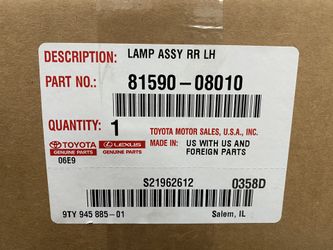 DESCRIPTION: LAMP ASSY RR LH
PART NO.: 81590-08010
QUANTITY: 1 TOYOTA MOTOR SALES, U.S.A., INC.
TOYOTA LEXUS MADE IN: US WITH US AND
GENUINE PARTS GENUINE PARTS FOREIGN PARTS
06E9
S21962612 0358D
9TY 945 885-01 Salem, IL